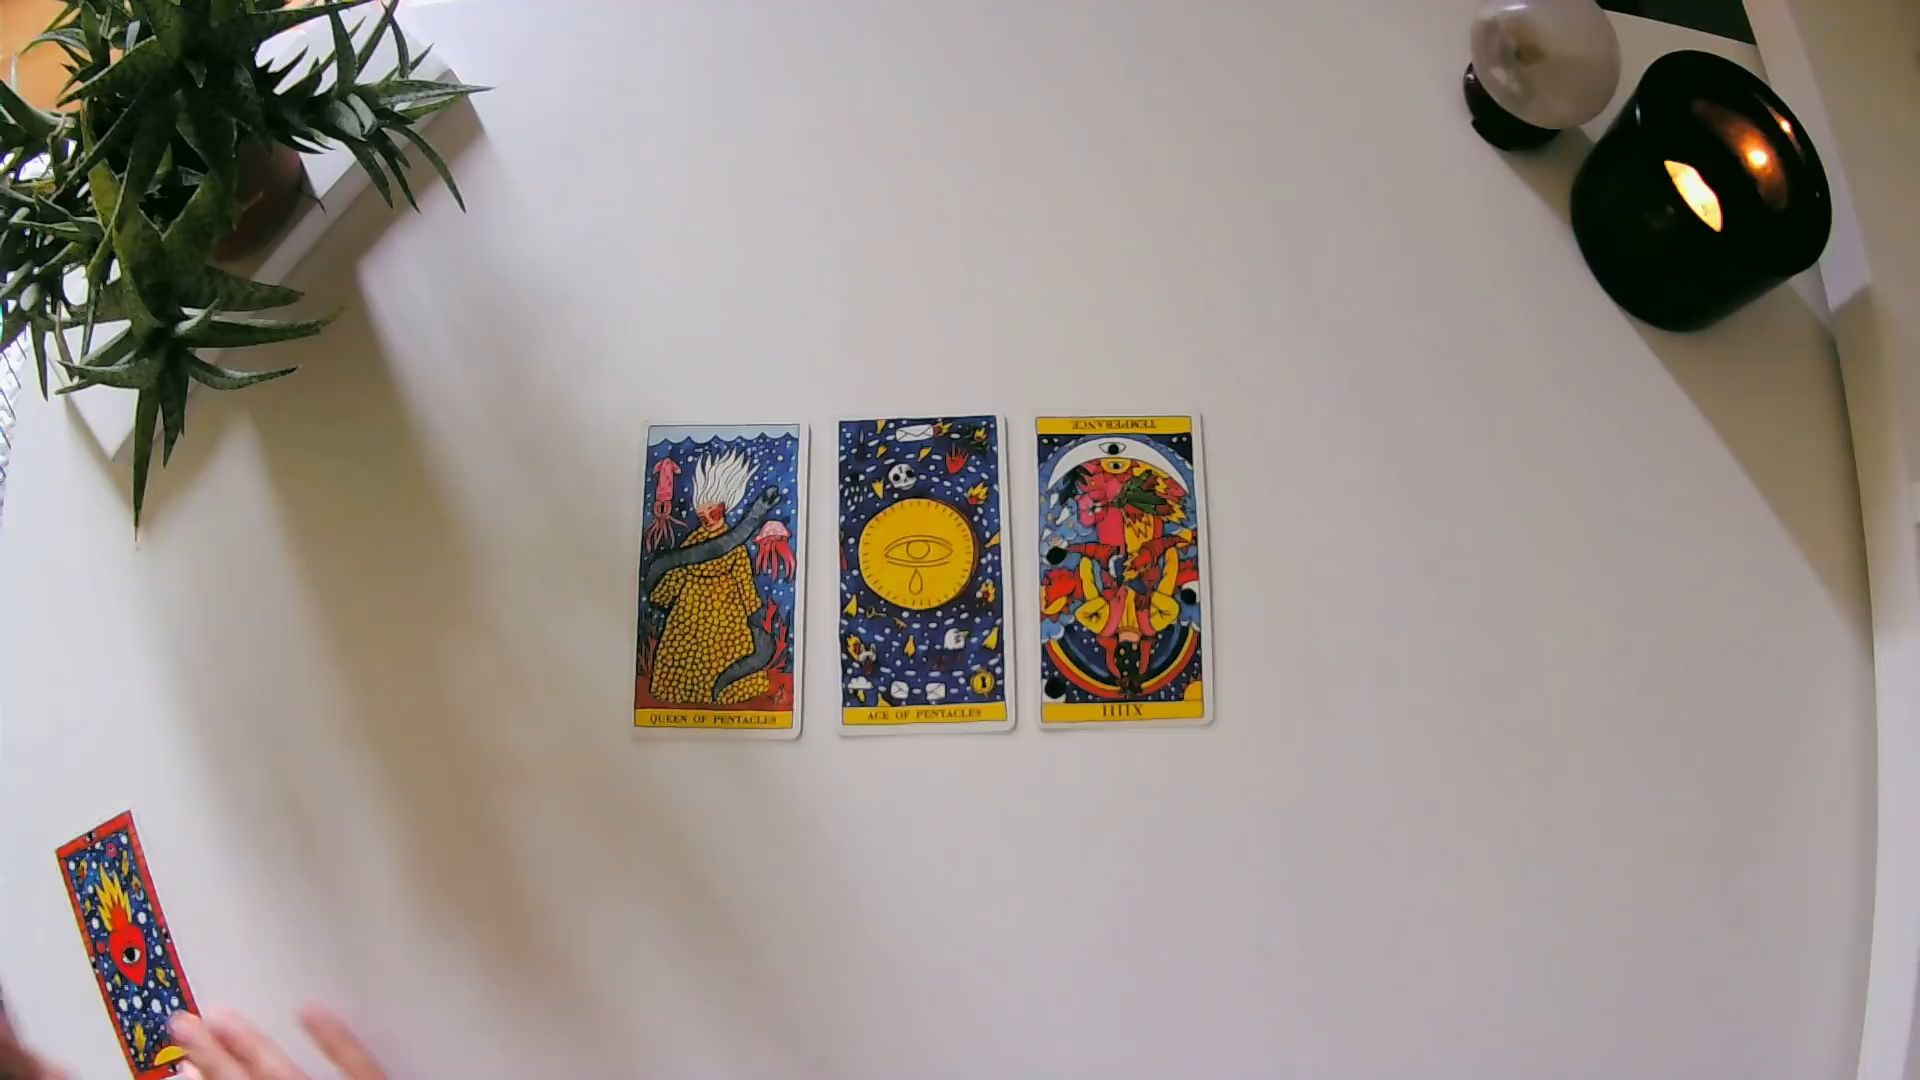 QUEEN OF PENTACLES
ACE OF PENTACLES
TEMPERANCE
XIIII